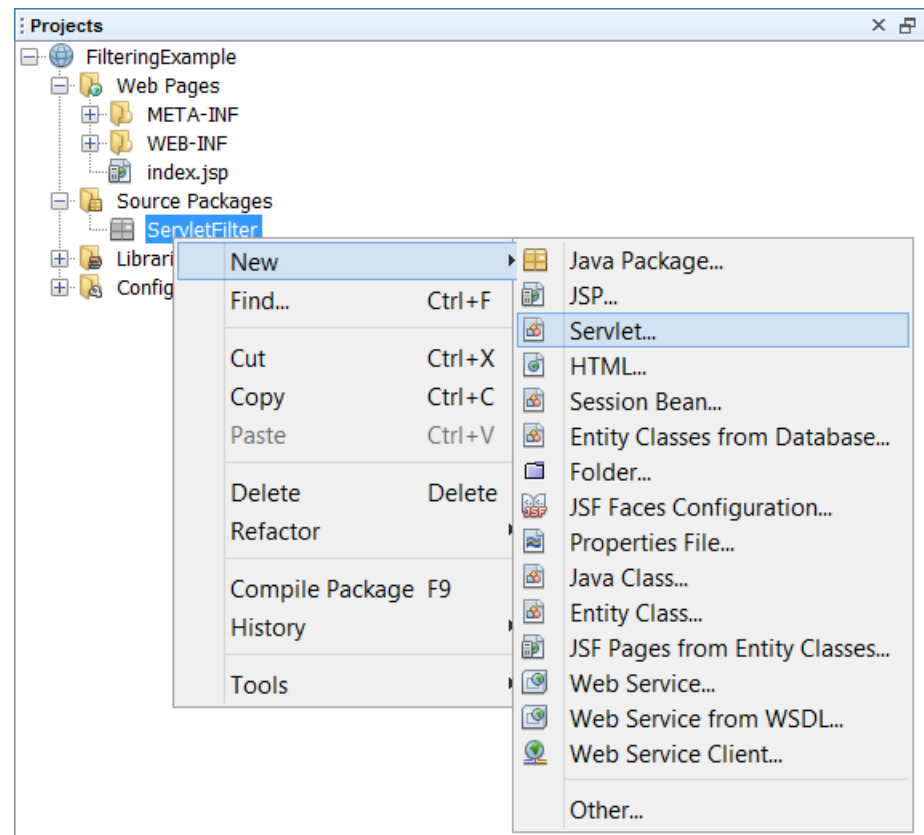 Projects
FilteringExample
Web Pages
META-INF
WEB-INF
index.jsp
Source Packages
ServletFilter
Librari
Config
New
Find... Ctrl+F
Cut Ctrl+X
Copy Ctrl+C
Paste Ctrl+V
Delete Delete
Refactor
Compile Package F9
History
Tools
Java Package...
JSP...
Servlet...
HTML...
Session Bean...
Entity Classes from Database...
Folder...
JSF Faces Configuration...
Properties File...
Java Class...
Entity Class...
JSF Pages from Entity Classes...
Web Service...
Web Service from WSDL...
Web Service Client...
Other...